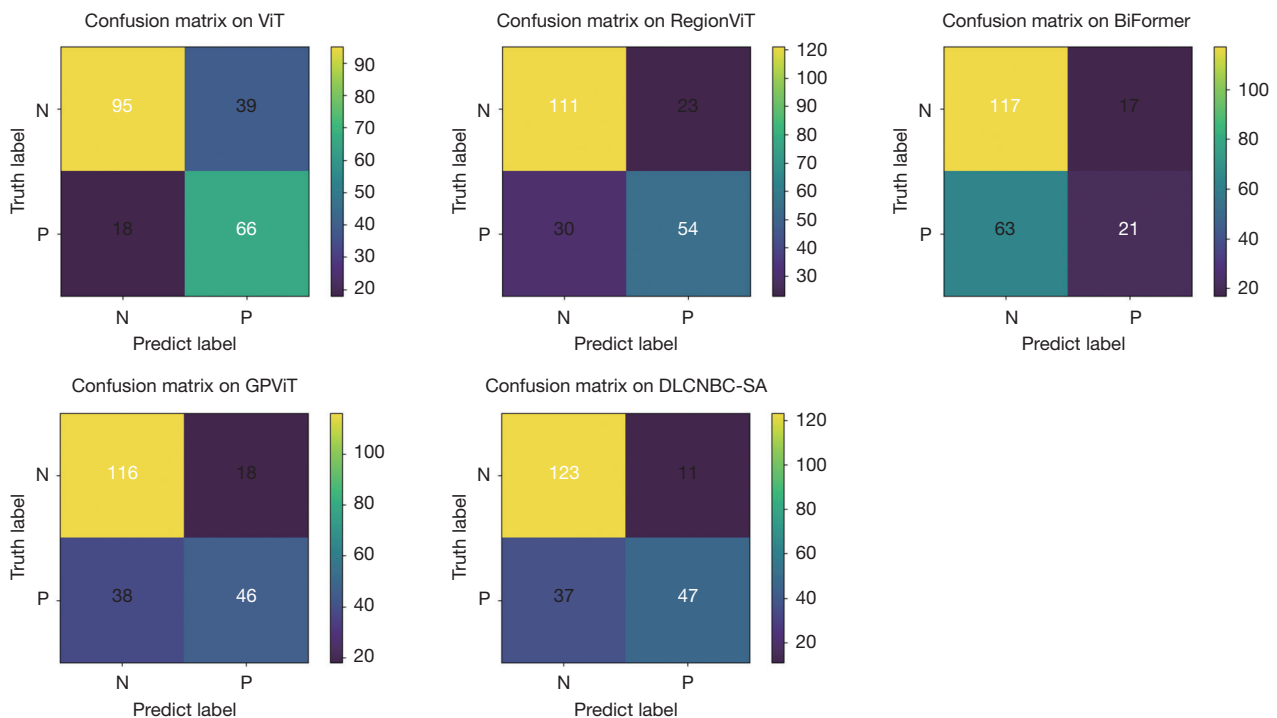 Confusion matrix on ViT
N
P
Truth label
95 39
18 66
N P
Predict label
90
80
70
60
50
40
30
20
Confusion matrix on RegionViT
N
P
Truth label
111 23
30 54
N P
Predict label
120
100
90
80
70
60
50
40
30
Confusion matrix on BiFormer
N
P
Truth label
117 17
63 21
N P
Predict label
100
80
60
40
20
Confusion matrix on GPViT
N
P
Truth label
116 18
38 46
N P
Predict label
100
80
60
40
20
Confusion matrix on DLCNBC-SA
N
P
Truth label
123 11
37 47
N P
Predict label
120
100
80
60
40
20